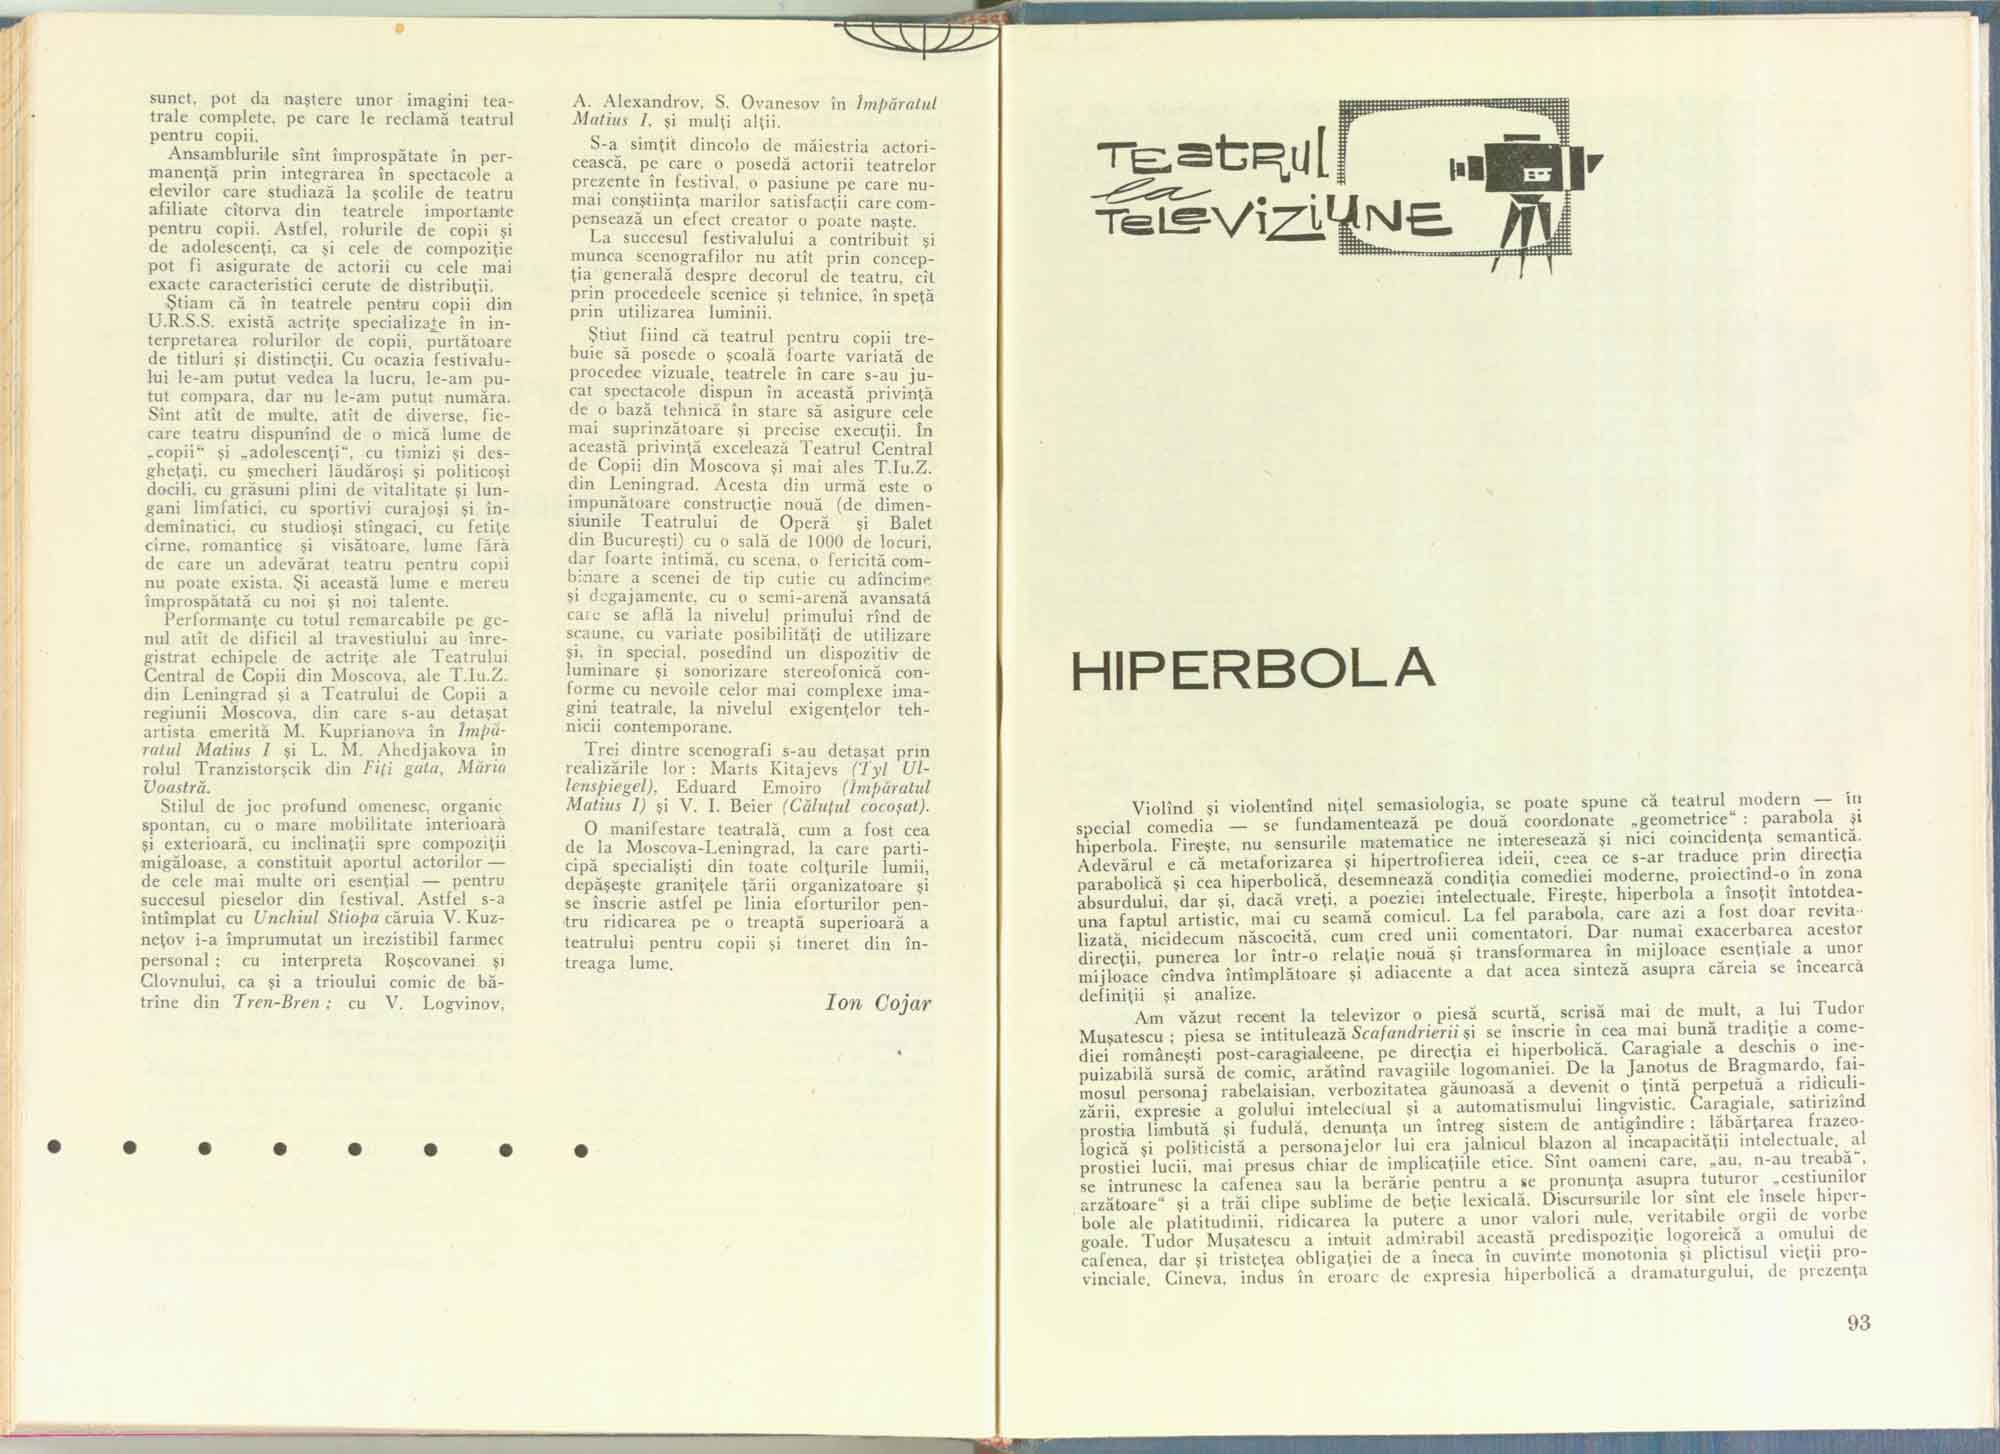 sunet, pot da naștere unor imagini tea-
trale complete, pe care le reclamă teatrul
pentru copii.
Ansamblurile sînt împrospătate în per-
manență prin integrarea în spectacole a
elevilor care studiază la școlile de teatru
afiliate cîtorva din teatrele importante
pentru copii. Astfel, rolurile de copii și
de adolescenți, ca și cele de compoziție
pot fi asigurate de actorii cu cele mai
exacte caracteristici cerute de distribuții.
Știam că în teatrele pentru copii din
U.R.S.S. există actrițe specializate în in-
terpretarea rolurilor de copii, purtătoare
de titluri și distincții. Cu ocazia festivalu-
lui le-am putut vedea la lucru, le-am pu-
tut compara, dar nu le-am putut număra.
Sînt atît de multe, atît de diverse, fie-
care teatru dispunînd de o mică lume de
„copii“ și „adolescenți“, cu timizi și des-
ghețați, cu șmecheri lăudăroși și politicoși
docili, cu grăsuni plini de vitalitate și lun-
gani limfatici, cu sportivi curajoși și în-
deminatici, cu studioși stîngaci, cu fetițe
cîrne, romantice și visătoare, lume fără
de care un adevărat teatru pentru copii
nu poate exista. Și această lume e mereu
împrospătată cu noi și noi talente.
Performanțe cu totul remarcabile pe ge-
nul atît de dificil al travestiului au înre-
gistrat echipele de actrițe ale Teatrului
Central de Copii din Moscova, ale T.Iu.Z.
din Leningrad și a Teatrului de Copii a
regiunii Moscova, din care s-au detașat
artista emerită M. Kuprianova în Împă-
ratul Matius I și L. M. Ahedjakova în
rolul Tranzistorșcik din Fiți gata, Măria
Voastră.
Stilul de joc profund omenesc, organic
spontan, cu o mare mobilitate interioară
și exterioară, cu inclinații spre compoziții
migăloase, a constituit aportul actorilor —
de cele mai multe ori esențial — pentru
succesul pieselor din festival. Astfel s-a
întîmplat cu Unchiul Stiopa căruia V. Kuz-
nețov i-a împrumutat un irezistibil farmec
personal ; cu interpreta Roșcovanei și
Clovnului, ca și a trioului comic de bă-
trîne din Tren-Bren ; cu V. Logvinov,
A. Alexandrov, S. Ovanesov în Împăratul
Matius I, și mulți alții.
S-a simțit dincolo de măiestria actori-
cească, pe care o posedă actorii teatrelor
prezente în festival, o pasiune pe care nu-
mai conștiința marilor satisfacții care com-
pensează un efect creator o poate naște.
La succesul festivalului a contribuit și
munca scenografilor nu atît prin concep-
ția generală despre decorul de teatru, cît
prin procedeele scenice și tehnice, în speță
prin utilizarea luminii.
Știut fiind că teatrul pentru copii tre-
buie să posede o școală foarte variată de
procedee vizuale, teatrele în care s-au ju-
cat spectacole dispun în această privință
de o bază tehnică în stare să asigure cele
mai suprinzătoare și precise execuții. În
această privință excelează Teatrul Central
de Copii din Moscova și mai ales T.Iu.Z.
din Leningrad. Acesta din urmă este o
impunătoare construcție nouă (de dimen-
siunile Teatrului de Operă și Balet
din București) cu o sală de 1000 de locuri,
dar foarte intimă, cu scena, o fericită com-
binare a scenei de tip cutie cu adîncime
și degajamente, cu o semi-arenă avansată
care se află la nivelul primului rînd de
scaune, cu variate posibilități de utilizare
și, în special, posedînd un dispozitiv de
luminare și sonorizare stereofonică con-
forme cu nevoile celor mai complexe ima-
gini teatrale, la nivelul exigențelor teh-
nicii contemporane.
Trei dintre scenografi s-au detașat prin
realizările lor : Marts Kitajevs (Tyl Ul-
lenspiegel), Eduard Emoiro (Împăratul
Matius I) și V. I. Beier (Căluțul cocoșat).
O manifestare teatrală, cum a fost cea
de la Moscova-Leningrad, la care parti-
cipă specialiști din toate colțurile lumii,
depășește granițele țării organizatoare și
se înscrie astfel pe linia eforturilor pen-
tru ridicarea pe o treaptă superioară a
teatrului pentru copii și tineret din în-
treaga lume.
Ion Cojar
Teatrul
la
Televiziune
HIPERBOLA
Violînd și violentînd nițel semasiologia, se poate spune că teatrul modern — în
special comedia — se fundamentează pe două coordonate „geometrice“ : parabola și
hiperbola. Firește, nu sensurile matematice ne interesează și nici coincidența semantică.
Adevărul e că metaforizarea și hipertrofierea ideii, ceea ce s-ar traduce prin direcția
parabolică și cea hiperbolică, desemnează condiția comediei moderne, proiectînd-o în zona
absurdului, dar și, dacă vreți, a poeziei intelectuale. Firește, hiperbola a însoțit întotdea-
una faptul artistic, mai cu seamă comicul. La fel parabola, care azi a fost doar revita-
lizată, nicidecum născocită, cum cred unii comentatori. Dar numai exacerbarea acestor
direcții, punerea lor într-o relație nouă și transformarea în mijloace esențiale a unor
mijloace cîndva întîmplătoare și adiacente a dat acea sinteză asupra căreia se încearcă
definiții și analize.
Am văzut recent la televizor o piesă scurtă, scrisă mai de mult, a lui Tudor
Mușatescu ; piesa se intitulează Scafandrierii și se înscrie în cea mai bună tradiție a come-
diei românești post-caragialeene, pe direcția ei hiperbolică. Caragiale a deschis o ine-
puizabilă sursă de comic, arătînd ravagiile logomaniei. De la Janotus de Bragmardo, fai-
mosul personaj rabelaisian, verbozitatea găunoasă a devenit o țintă perpetuă a ridiculi-
zării, expresie a golului intelectual și a automatismului lingvistic. Caragiale, satirizînd
prostia limbută și fudulă, denunța un întreg sistem de antigîndire ; lăbărțarea frazeo-
logică și politicistă a personajelor lui era jalnicul blazon al incapacității intelectuale, al
prostiei lucii, mai presus chiar de implicațiile etice. Sînt oameni care, „au, n-au treabă“,
se întrunesc la cafenea sau la berărie pentru a se pronunța asupra tuturor „cestiunilor
arzătoare“ și a trăi clipe sublime de beție lexicală. Discursurile lor sînt ele însele hiper-
bole ale platitudinii, ridicarea la putere a unor valori nule, veritabile orgii de vorbe
goale. Tudor Mușatescu a intuit admirabil această predispoziție logoreică a omului de
cafenea, dar și tristețea obligației de a îneca în cuvinte monotonia și plictisul vieții pro-
vinciale. Cineva, indus în eroare de expresia hiperbolică a dramaturgului, de prezența
93